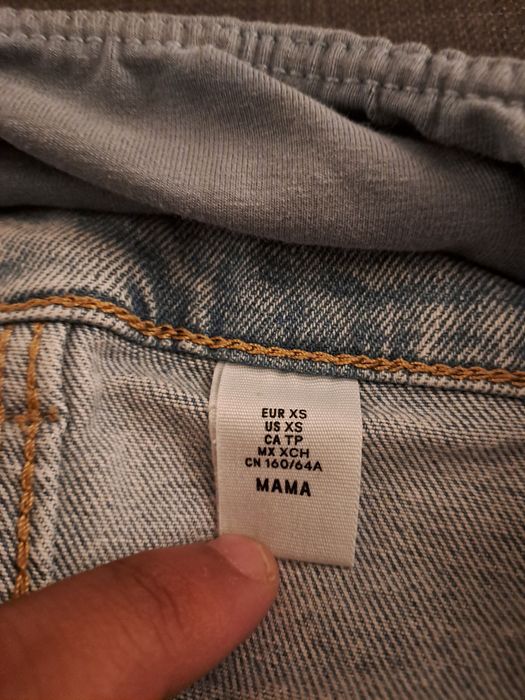 EUR XS
US XS
CA TP
MX XCH
CN 160/64A
MAMA